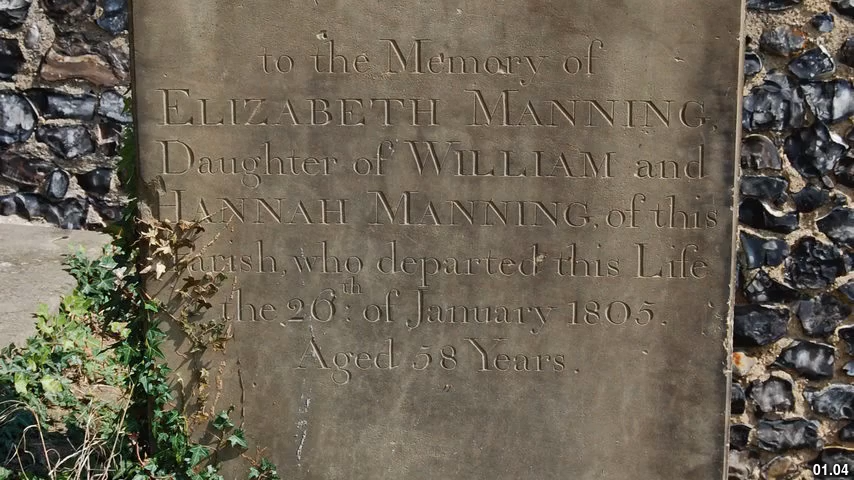 to the Memory of
ELIZABETH MANNING,
Daughter of WILLIAM and
HANNAH MANNING, of this
Parish, who departed this Life
the 26th: of January 1805.
Aged 58 Years.
01.04